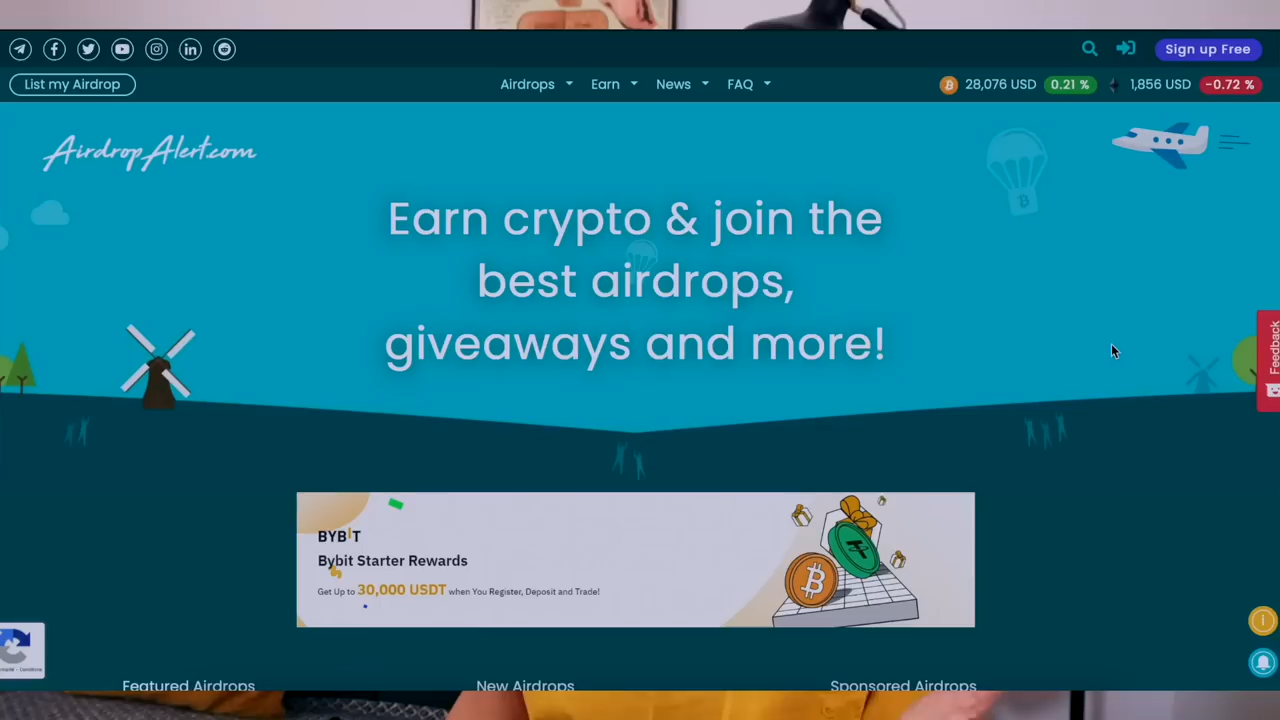 Sign up Free
List my Airdrop
Airdrops
Earn
News
FAQ
28,076 USD
0.21 %
1,856 USD
-0.72 %
AirdropAlert.com
Earn crypto & join the
best airdrops,
giveaways and more!
Feedback
BYBIT
Bybit Starter Rewards
Get Up to 30,000 USDT when You Register, Deposit and Trade!
Featured Airdrops
New Airdrops
Sponsored Airdrops